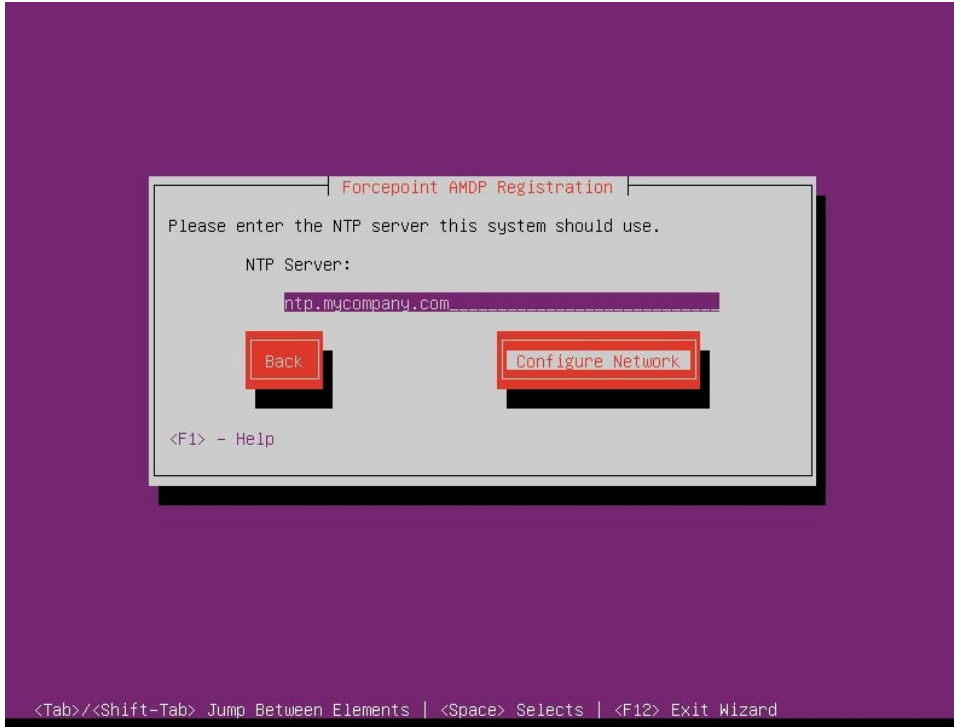 Forcepoint AMDP Registration
Please enter the NTP server this system should use.
NTP Server:
ntp.mycompany.com____________________________
Back
Configure Network
<F1> – Help
<Tab>/<Shift-Tab> Jump Between Elements | <Space> Selects | <F12> Exit Wizard